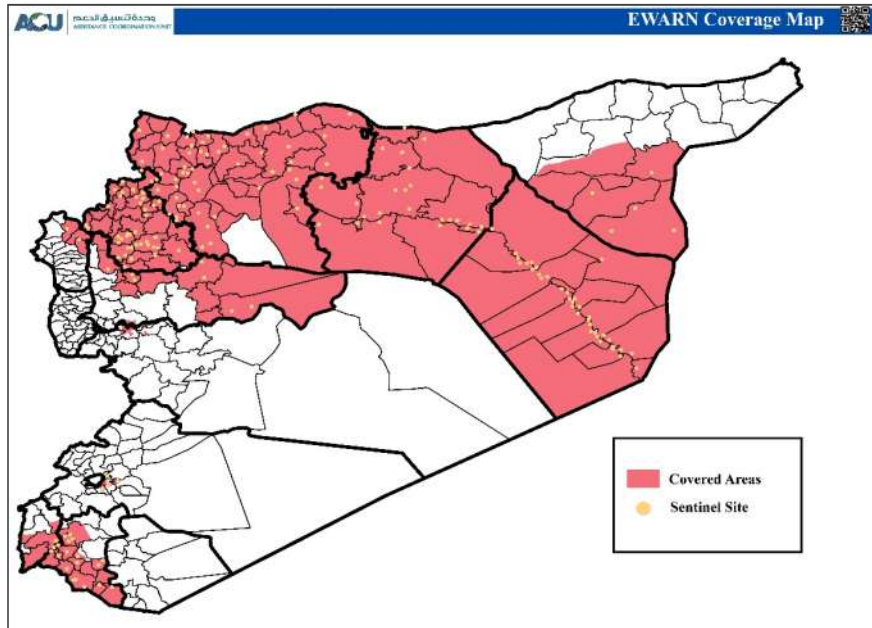 ACU
وحدة تنسيق الدعم
ASSISTANCE COORDINATION UNIT
EWARN Coverage Map
Covered Areas
Sentinel Site